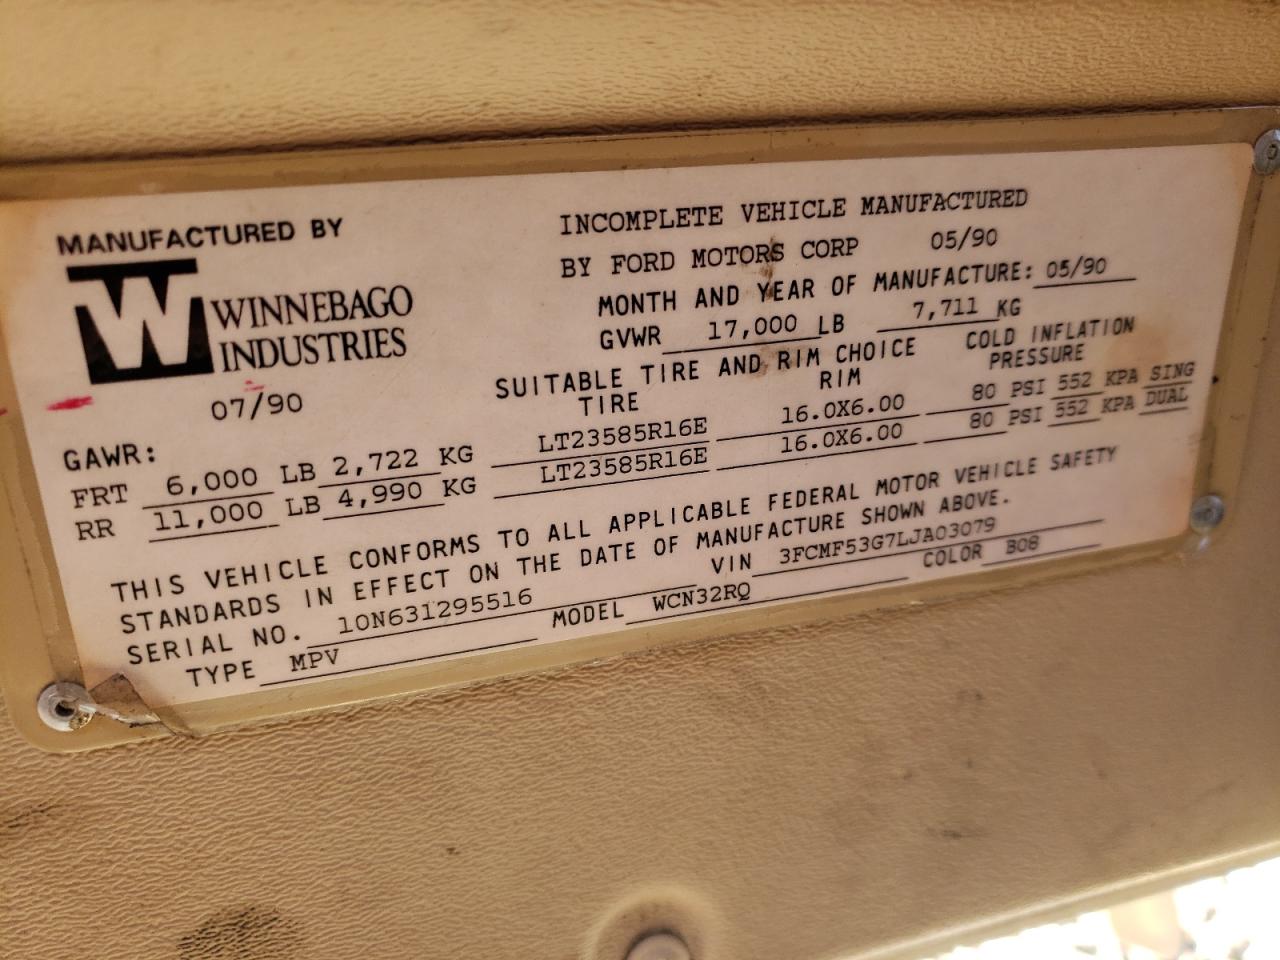 MANUFACTURED BY
W WINNEBAGO
INDUSTRIES
07/90
INCOMPLETE VEHICLE MANUFACTURED
BY FORD MOTORS CORP 05/90
MONTH AND YEAR OF MANUFACTURE: 05/90
GVWR 17,000 LB 7,711 KG
SUITABLE TIRE AND RIM CHOICE
TIRE RIM
COLD INFLATION
PRESSURE
GAWR:
FRT 6,000 LB 2,722 KG LT23585R16E 16.0X6.00 80 PSI 552 KPA SING
RR 11,000 LB 4,990 KG LT23585R16E 16.0X6.00 80 PSI 552 KPA DUAL
THIS VEHICLE CONFORMS TO ALL APPLICABLE FEDERAL MOTOR VEHICLE SAFETY
STANDARDS IN EFFECT ON THE DATE OF MANUFACTURE SHOWN ABOVE.
SERIAL NO. 10N631295516 VIN 3FCMF53G7LJA03079
TYPE MPV MODEL WCN32RQ COLOR B08